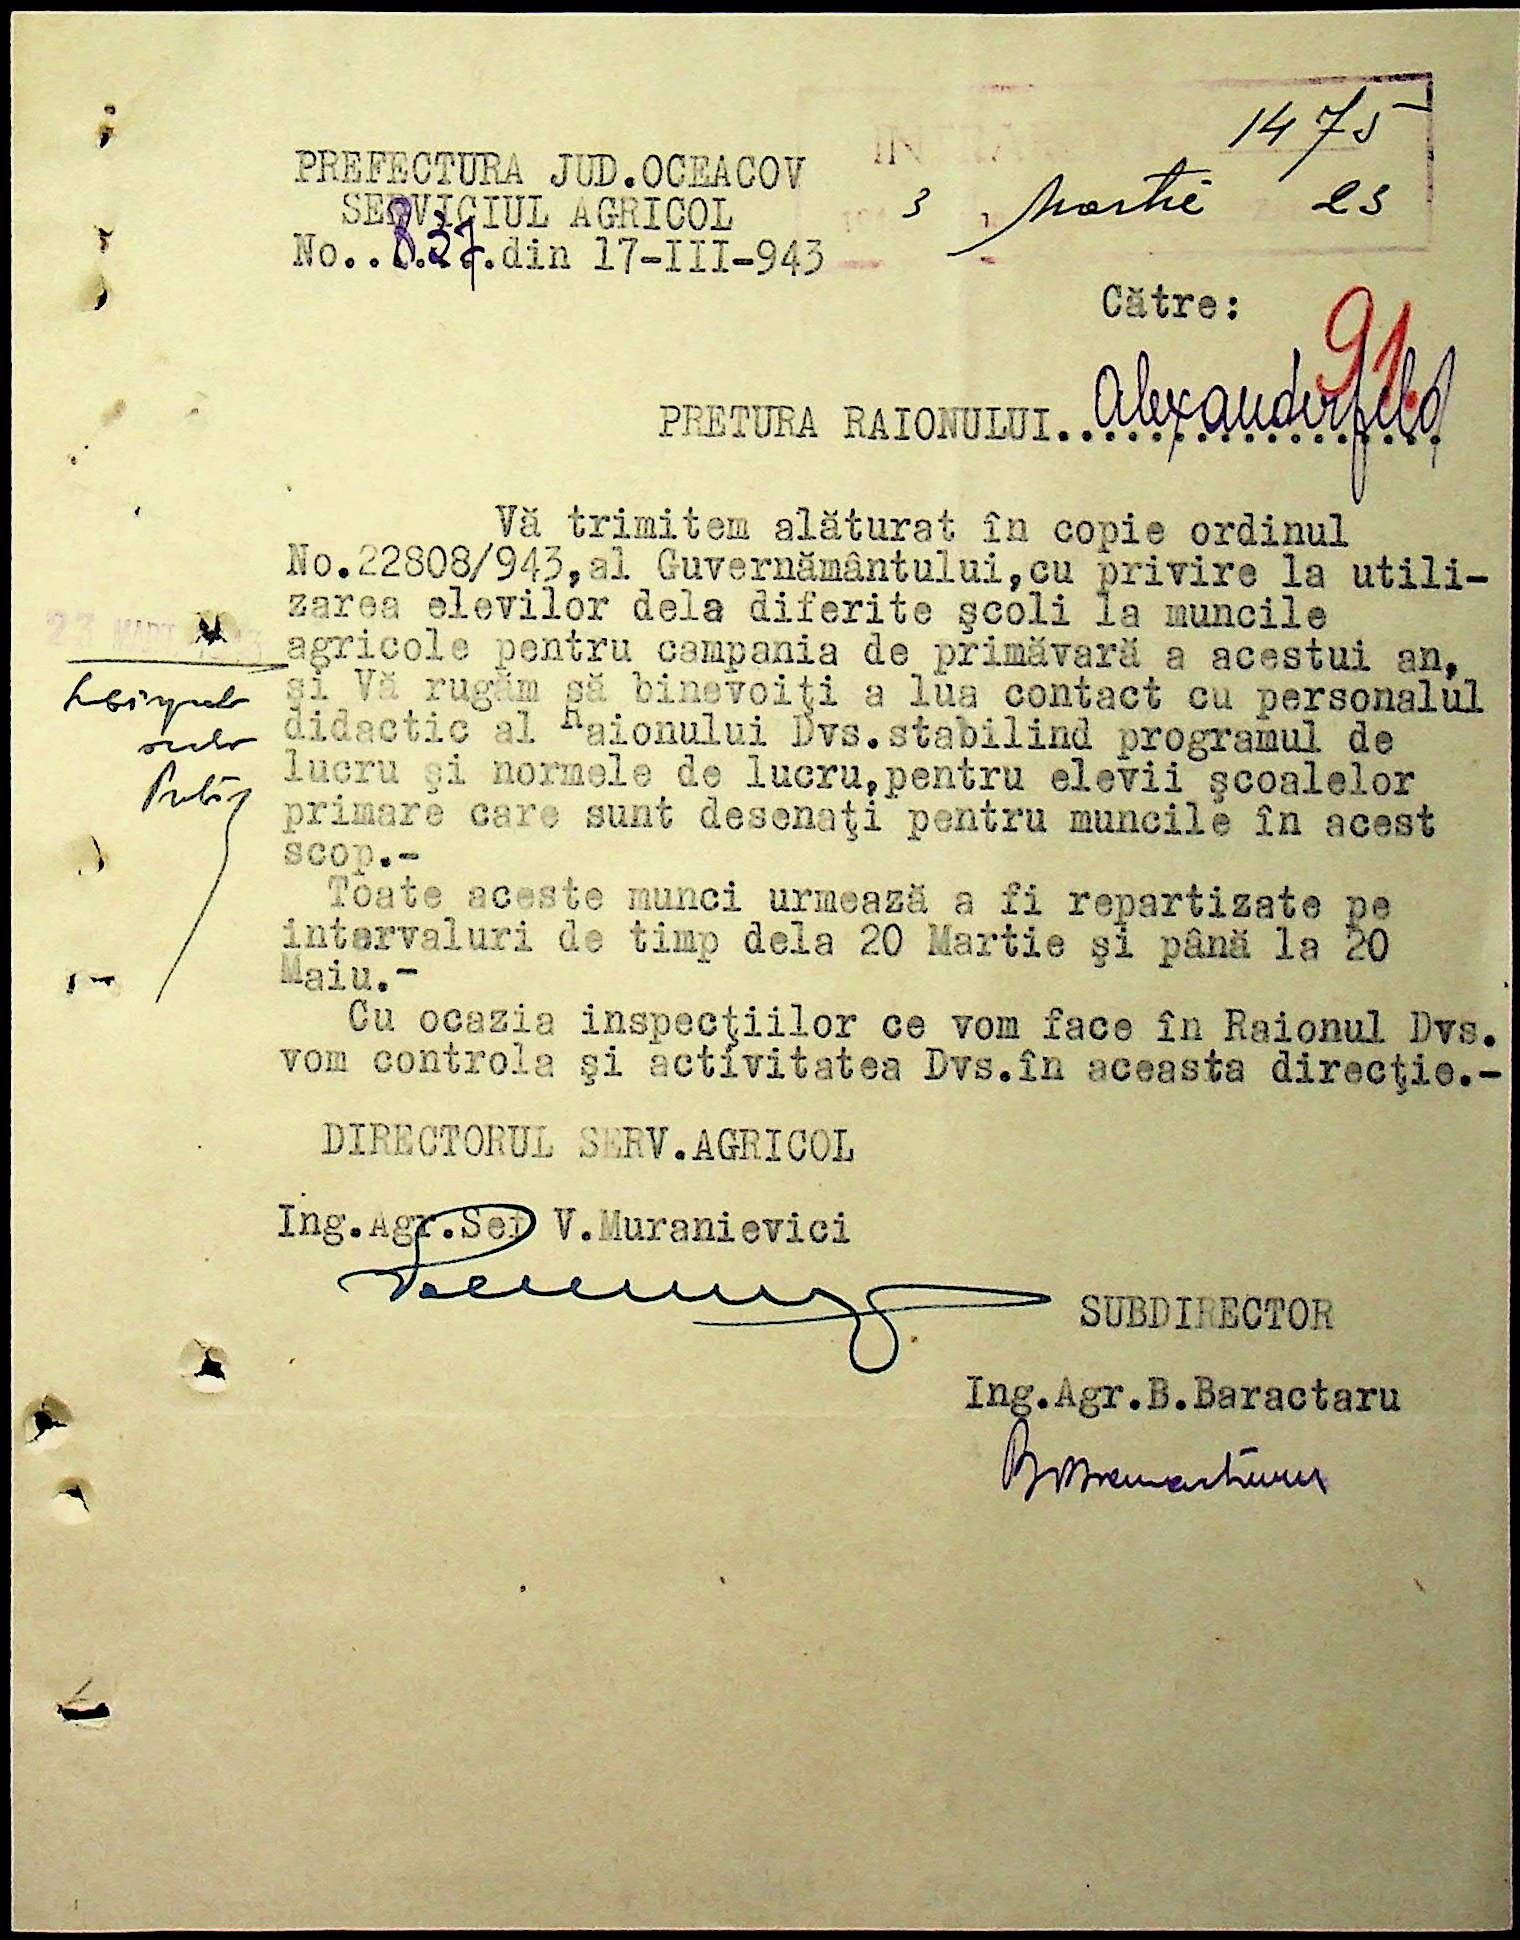 1475
3 Martie 23
PREFECTURA JUD.OCEACOV
SERVICIUL AGRICOL
No..827.din 17-III-943
Către:
91
PRETURA RAIONULUI..Alexanderfeld
Vă trimitem alăturat în copie ordinul
No.22808/943,al Guvernământului,cu privire la utili-
zarea elevilor dela diferite şcoli la muncile
agricole pentru campania de primăvară a acestui an,
si Vă rugăm să binevoiţi a lua contact cu personalul
didactic al Raionului Dvs.stabilind programul de
lucru şi normele de lucru,pentru elevii şcoalelor
primare care sunt desenaţi pentru muncile în acest
scop.-
Toate aceste munci urmează a fi repartizate pe
intervaluri de timp dela 20 Martie şi până la 20
Maiu.-
Cu ocazia inspecţiilor ce vom face în Raionul Dvs.
vom controla şi activitatea Dvs.în aceasta direcţie.-
23 MART 1943
DIRECTORUL SERV.AGRICOL
Ing.Agr.Sef V.Muranievici
SUBDIRECTOR
Ing.Agr.B.Baractaru